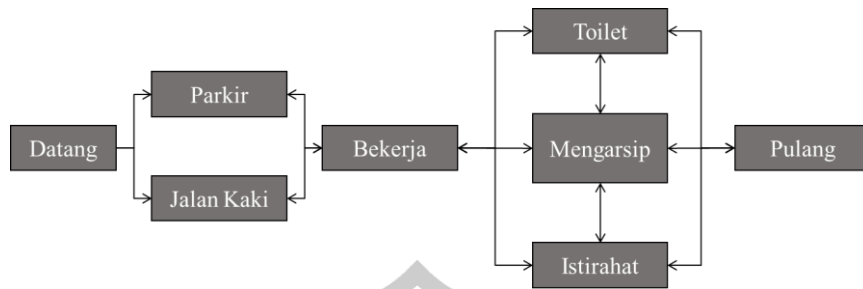 Datang
Parkir
Jalan Kaki
Bekerja
Toilet
Mengarsip
Istirahat
Pulang